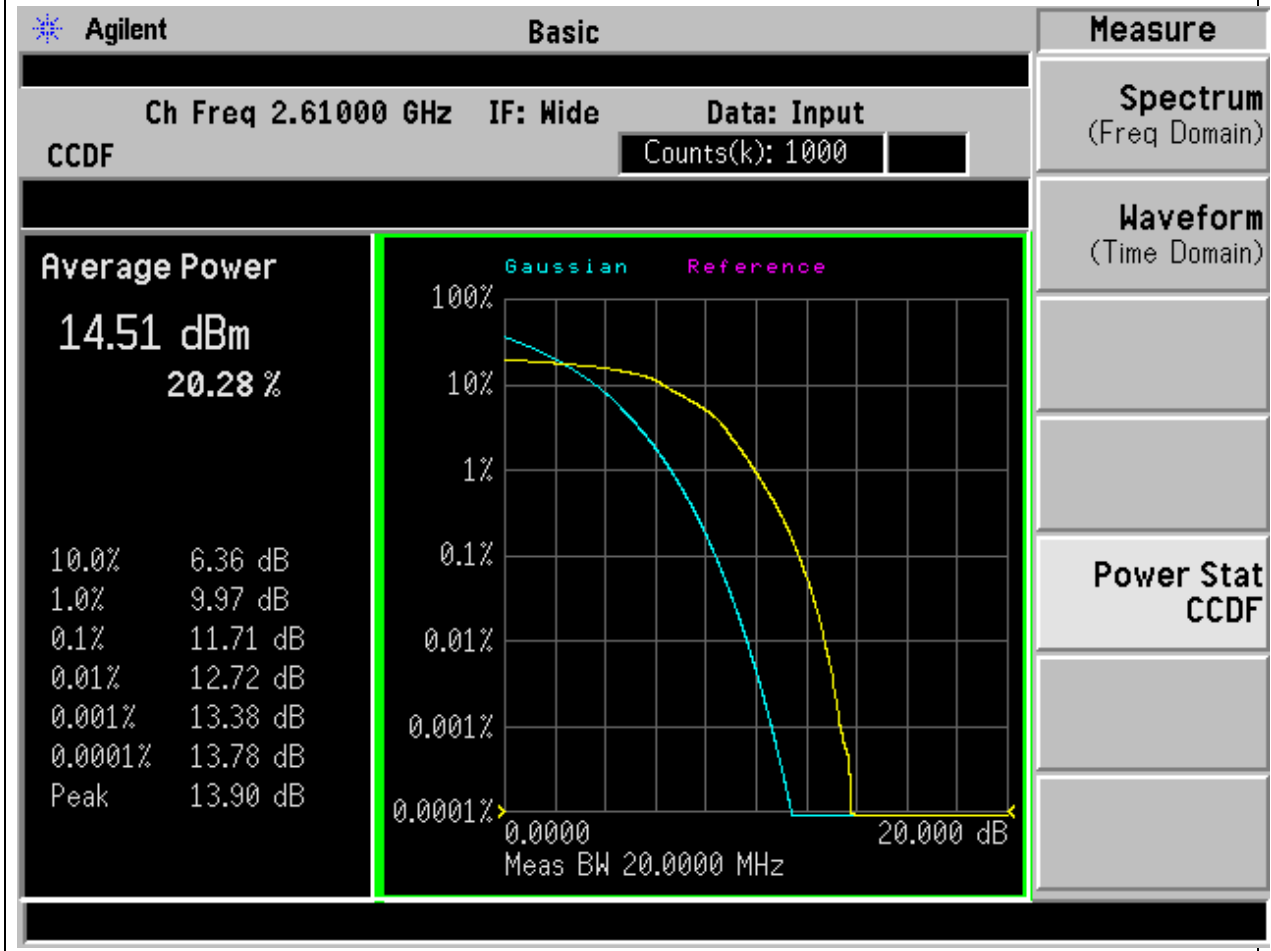 Agilent Basic Measure
Ch Freq 2.61000 GHz IF: Wide Data: Input
CCDF Counts(k): 1000
Average Power
14.51 dBm
20.28 %
10.0% 6.36 dB
1.0% 9.97 dB
0.1% 11.71 dB
0.01% 12.72 dB
0.001% 13.38 dB
0.0001% 13.78 dB
Peak 13.90 dB
Gaussian Reference
100%
10%
1%
0.1%
0.01%
0.001%
0.0001%
0.0000 20.000 dB
Meas BW 20.0000 MHz
Spectrum
(Freq Domain)
Waveform
(Time Domain)
Power Stat
CCDF